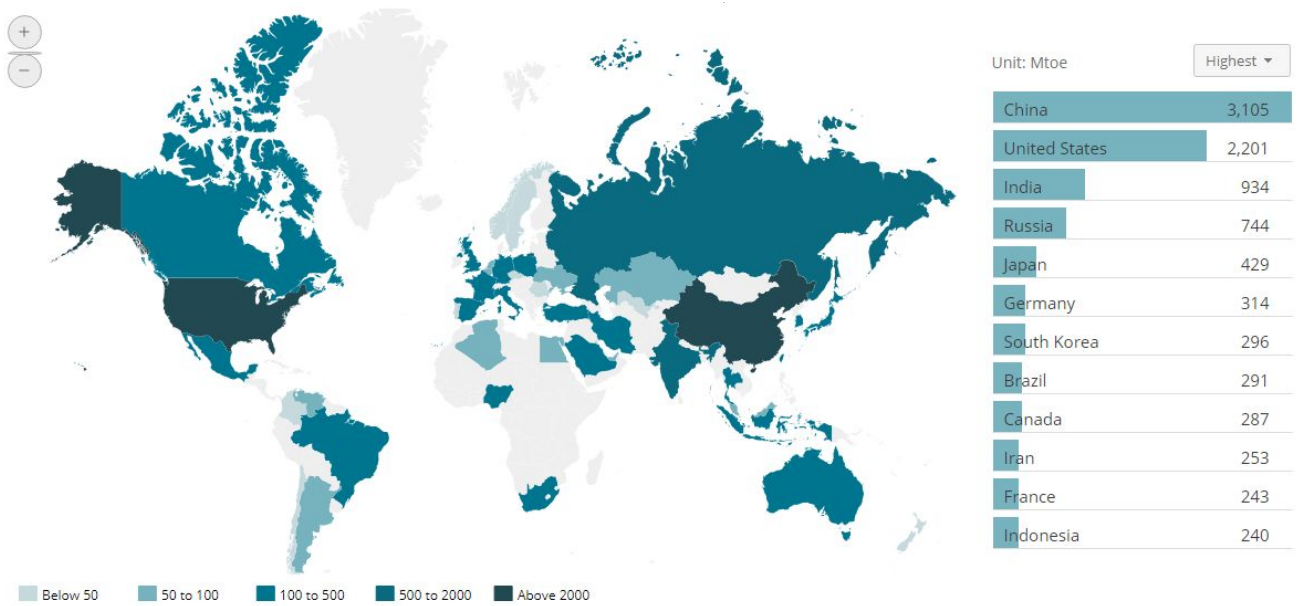 +
−
Unit: Mtoe Highest
China 3,105
United States 2,201
India 934
Russia 744
Japan 429
Germany 314
South Korea 296
Brazil 291
Canada 287
Iran 253
France 243
Indonesia 240
Below 50 50 to 100 100 to 500 500 to 2000 Above 2000